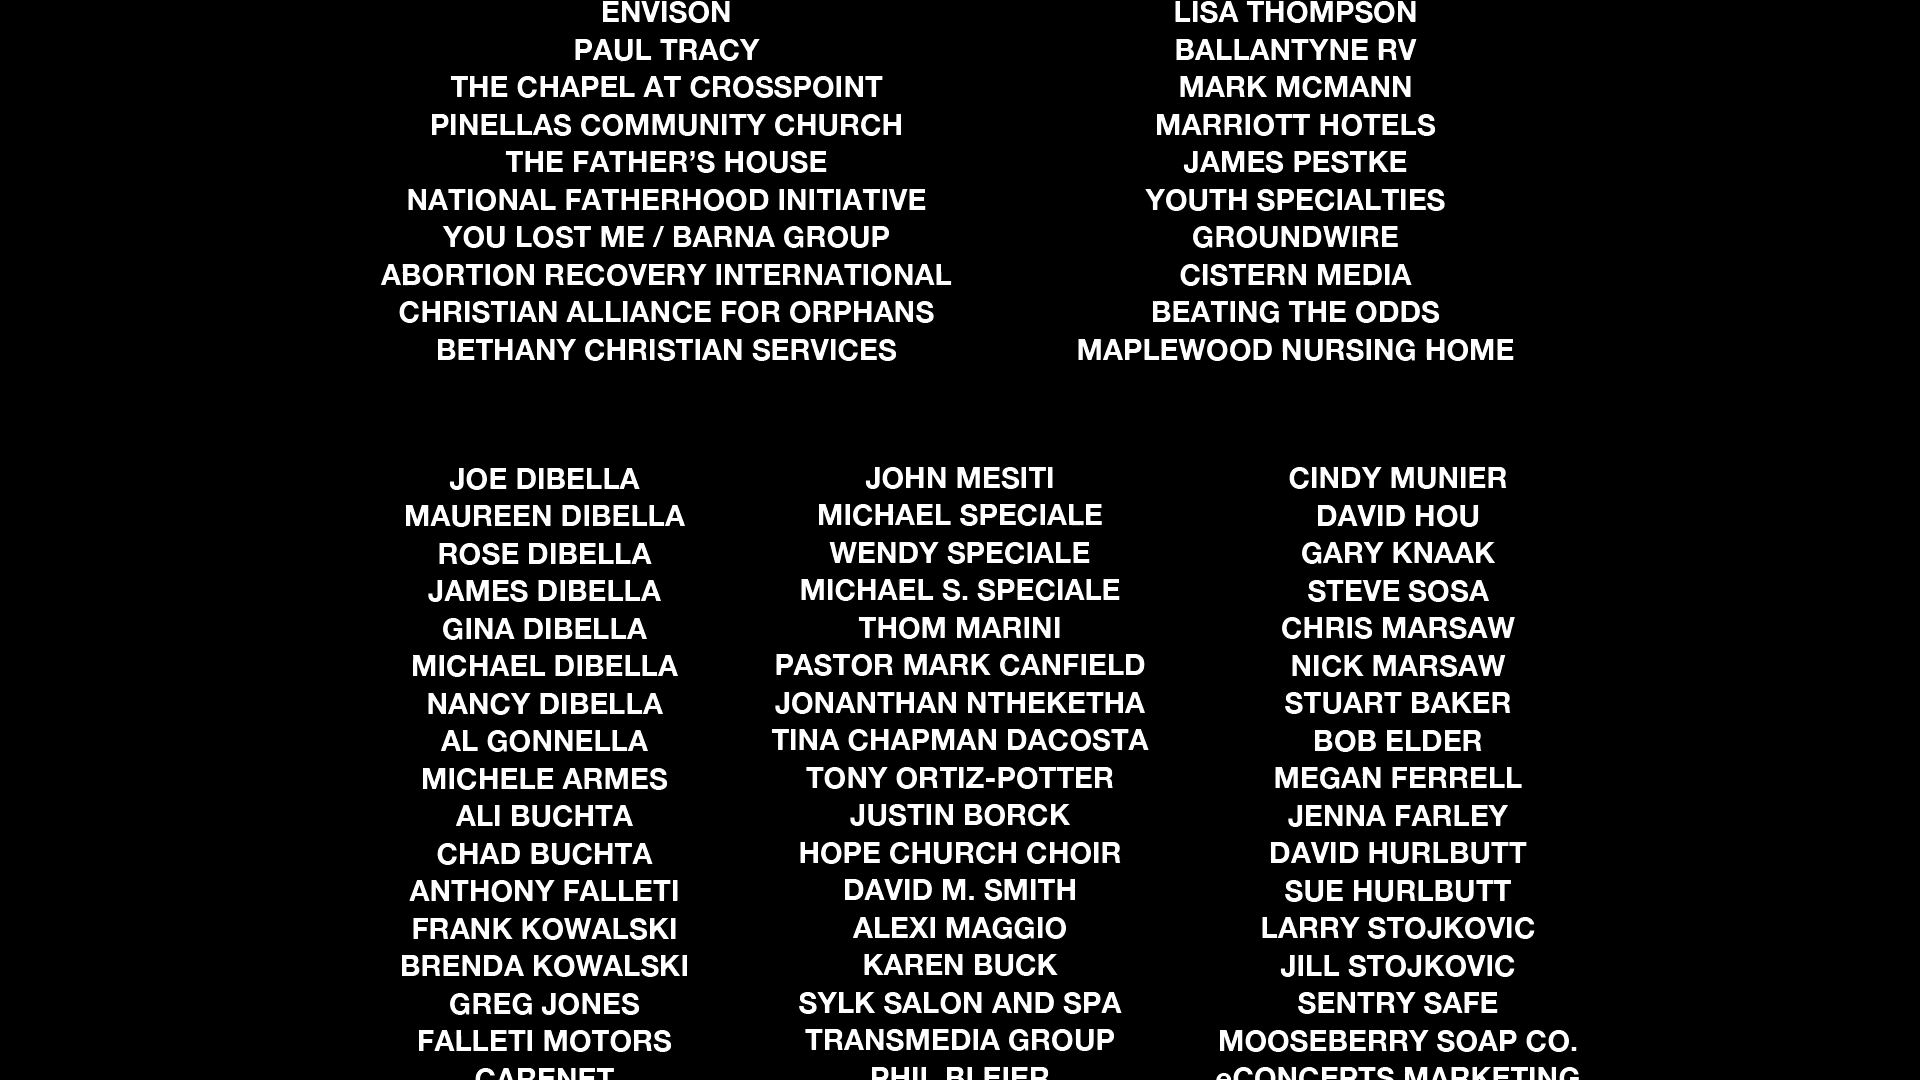 ENVISON
PAUL TRACY
THE CHAPEL AT CROSSPOINT
PINELLAS COMMUNITY CHURCH
THE FATHER’S HOUSE
NATIONAL FATHERHOOD INITIATIVE
YOU LOST ME / BARNA GROUP
ABORTION RECOVERY INTERNATIONAL
CHRISTIAN ALLIANCE FOR ORPHANS
BETHANY CHRISTIAN SERVICES
LISA THOMPSON
BALLANTYNE RV
MARK MCMANN
MARRIOTT HOTELS
JAMES PESTKE
YOUTH SPECIALTIES
GROUNDWIRE
CISTERN MEDIA
BEATING THE ODDS
MAPLEWOOD NURSING HOME
JOE DIBELLA
MAUREEN DIBELLA
ROSE DIBELLA
JAMES DIBELLA
GINA DIBELLA
MICHAEL DIBELLA
NANCY DIBELLA
AL GONNELLA
MICHELE ARMES
ALI BUCHTA
CHAD BUCHTA
ANTHONY FALLETI
FRANK KOWALSKI
BRENDA KOWALSKI
GREG JONES
FALLETI MOTORS
CARENET
JOHN MESITI
MICHAEL SPECIALE
WENDY SPECIALE
MICHAEL S. SPECIALE
THOM MARINI
PASTOR MARK CANFIELD
JONANTHAN NTHEKETHA
TINA CHAPMAN DACOSTA
TONY ORTIZ-POTTER
JUSTIN BORCK
HOPE CHURCH CHOIR
DAVID M. SMITH
ALEXI MAGGIO
KAREN BUCK
SYLK SALON AND SPA
TRANSMEDIA GROUP
PHIL BLEIER
CINDY MUNIER
DAVID HOU
GARY KNAAK
STEVE SOSA
CHRIS MARSAW
NICK MARSAW
STUART BAKER
BOB ELDER
MEGAN FERRELL
JENNA FARLEY
DAVID HURLBUTT
SUE HURLBUTT
LARRY STOJKOVIC
JILL STOJKOVIC
SENTRY SAFE
MOOSEBERRY SOAP CO.
eCONCEPTS MARKETING